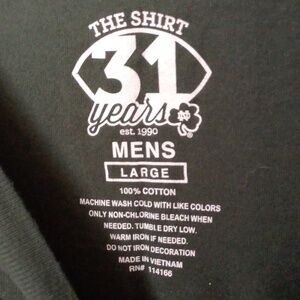 THE SHIRT
31
years
ND
®
est. 1990
MENS
LARGE
100% COTTON
MACHINE WASH COLD WITH LIKE COLORS
ONLY NON-CHLORINE BLEACH WHEN
NEEDED. TUMBLE DRY LOW.
WARM IRON IF NEEDED.
DO NOT IRON DECORATION
MADE IN VIETNAM
RN# 114166